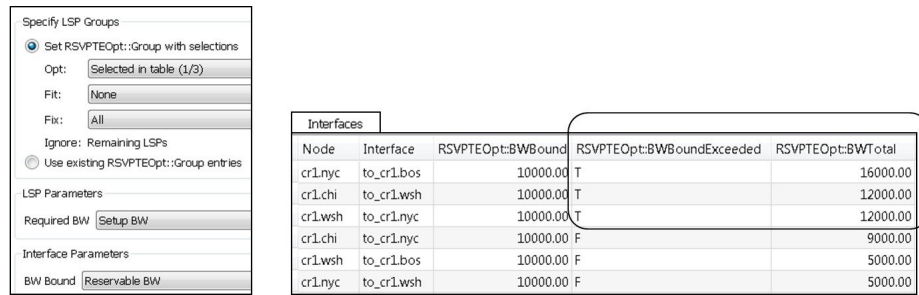 Specify LSP Groups
Set RSVPTEOpt::Group with selections
Opt: Selected in table (1/3)
Fit: None
Fix: All
Ignore: Remaining LSPs
Use existing RSVPTEOpt::Group entries
LSP Parameters
Required BW Setup BW
Interface Parameters
BW Bound Reservable BW
Interfaces
Node Interface RSVPTEOpt::BWBound RSVPTEOpt::BWBoundExceeded RSVPTEOpt::BWTotal
cr1.nyc to_cr1.bos 10000.00 T 16000.00
cr1.chi to_cr1.wsh 10000.00 T 12000.00
cr1.wsh to_cr1.nyc 10000.00 T 12000.00
cr1.chi to_cr1.nyc 10000.00 F 9000.00
cr1.wsh to_cr1.bos 10000.00 F 5000.00
cr1.nyc to_cr1.wsh 10000.00 F 5000.00